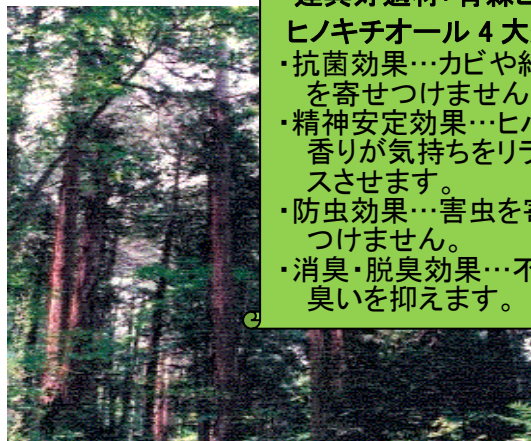 ヒノキチオール 4 大
・抗菌効果…カビや
を寄せつけません
・精神安定効果…ヒバ
香りが気持ちをリラ
スさせます。
・防虫効果…害虫を
つけません。
・消臭・脱臭効果…不
臭いを抑えます。